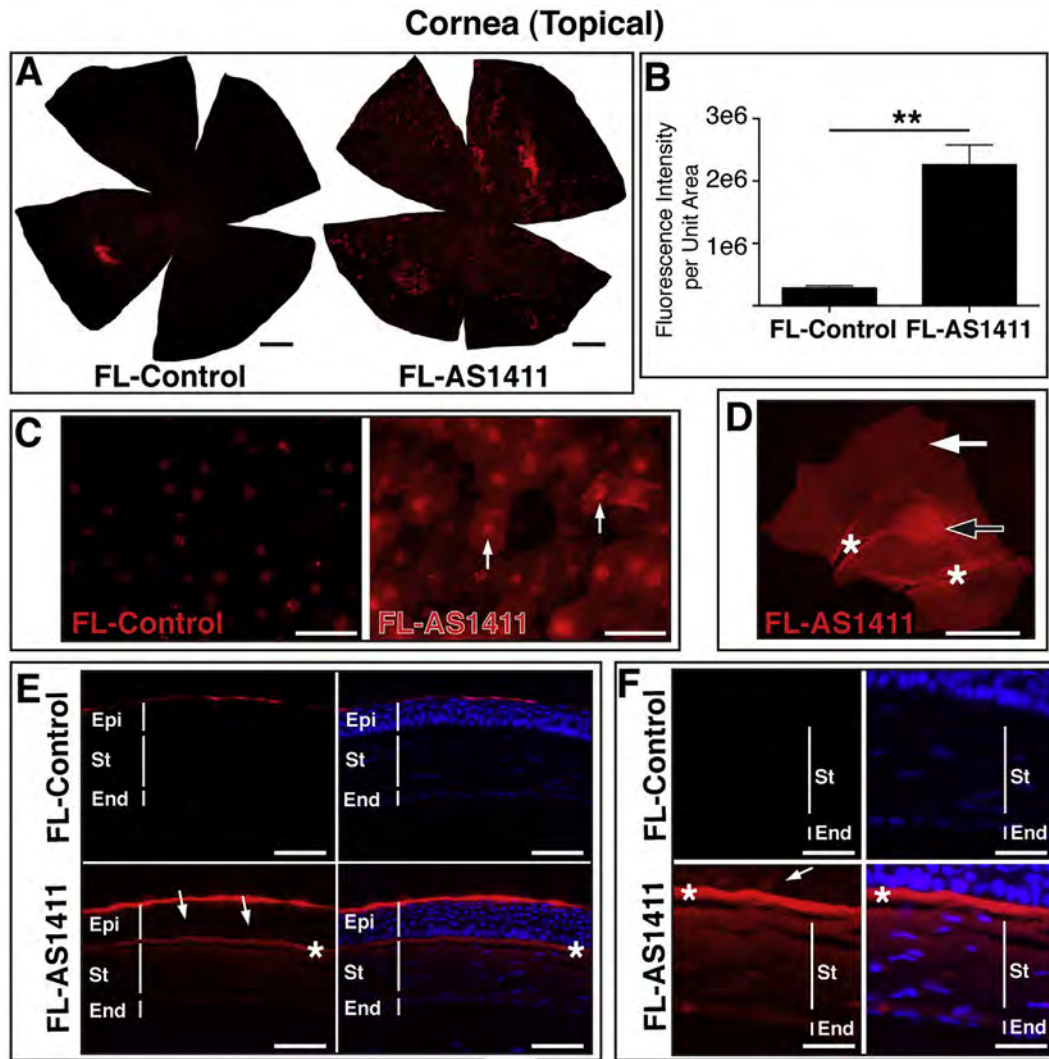 Cornea (Topical)
A
FL-Control
FL-AS1411
B
Fluorescence Intensity
per Unit Area
3e6
2e6
1e6
**
FL-Control
FL-AS1411
C
FL-Control
FL-AS1411
D
*
*
FL-AS1411
E
FL-Control
Epi
St
End
Epi
St
End
FL-AS1411
Epi
St
End
*
Epi
St
End
*
F
FL-Control
St
End
St
End
FL-AS1411
*
St
End
*
St
End